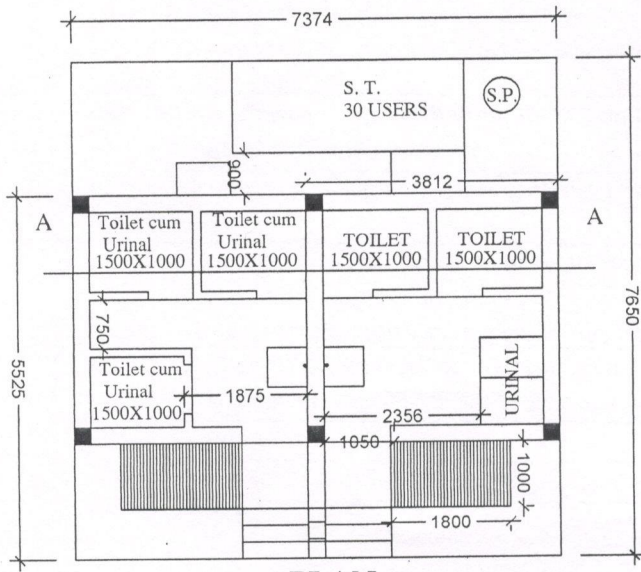 7374
S. T.
30 USERS
S.P.
900
3812
A
A
Toilet cum
Urinal
1500X1000
Toilet cum
Urinal
1500X1000
TOILET
1500X1000
TOILET
1500X1000
750
5525
7650
Toilet cum
Urinal
1500X1000
1875
2356
URINAL
1050
1000
1800